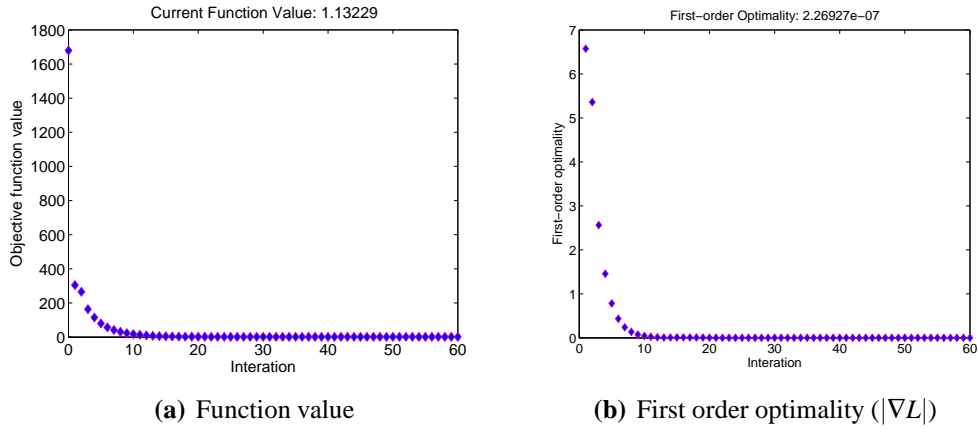 Current Function Value: 1.13229
1800
1600
1400
1200
1000
800
600
400
200
0
Objective function value
0 10 20 30 40 50 60
Interation
(a) Function value
First−order Optimality: 2.26927e−07
7
6
5
4
3
2
1
0
First−order optimality
0 10 20 30 40 50 60
Interation
(b) First order optimality (|∇L|)